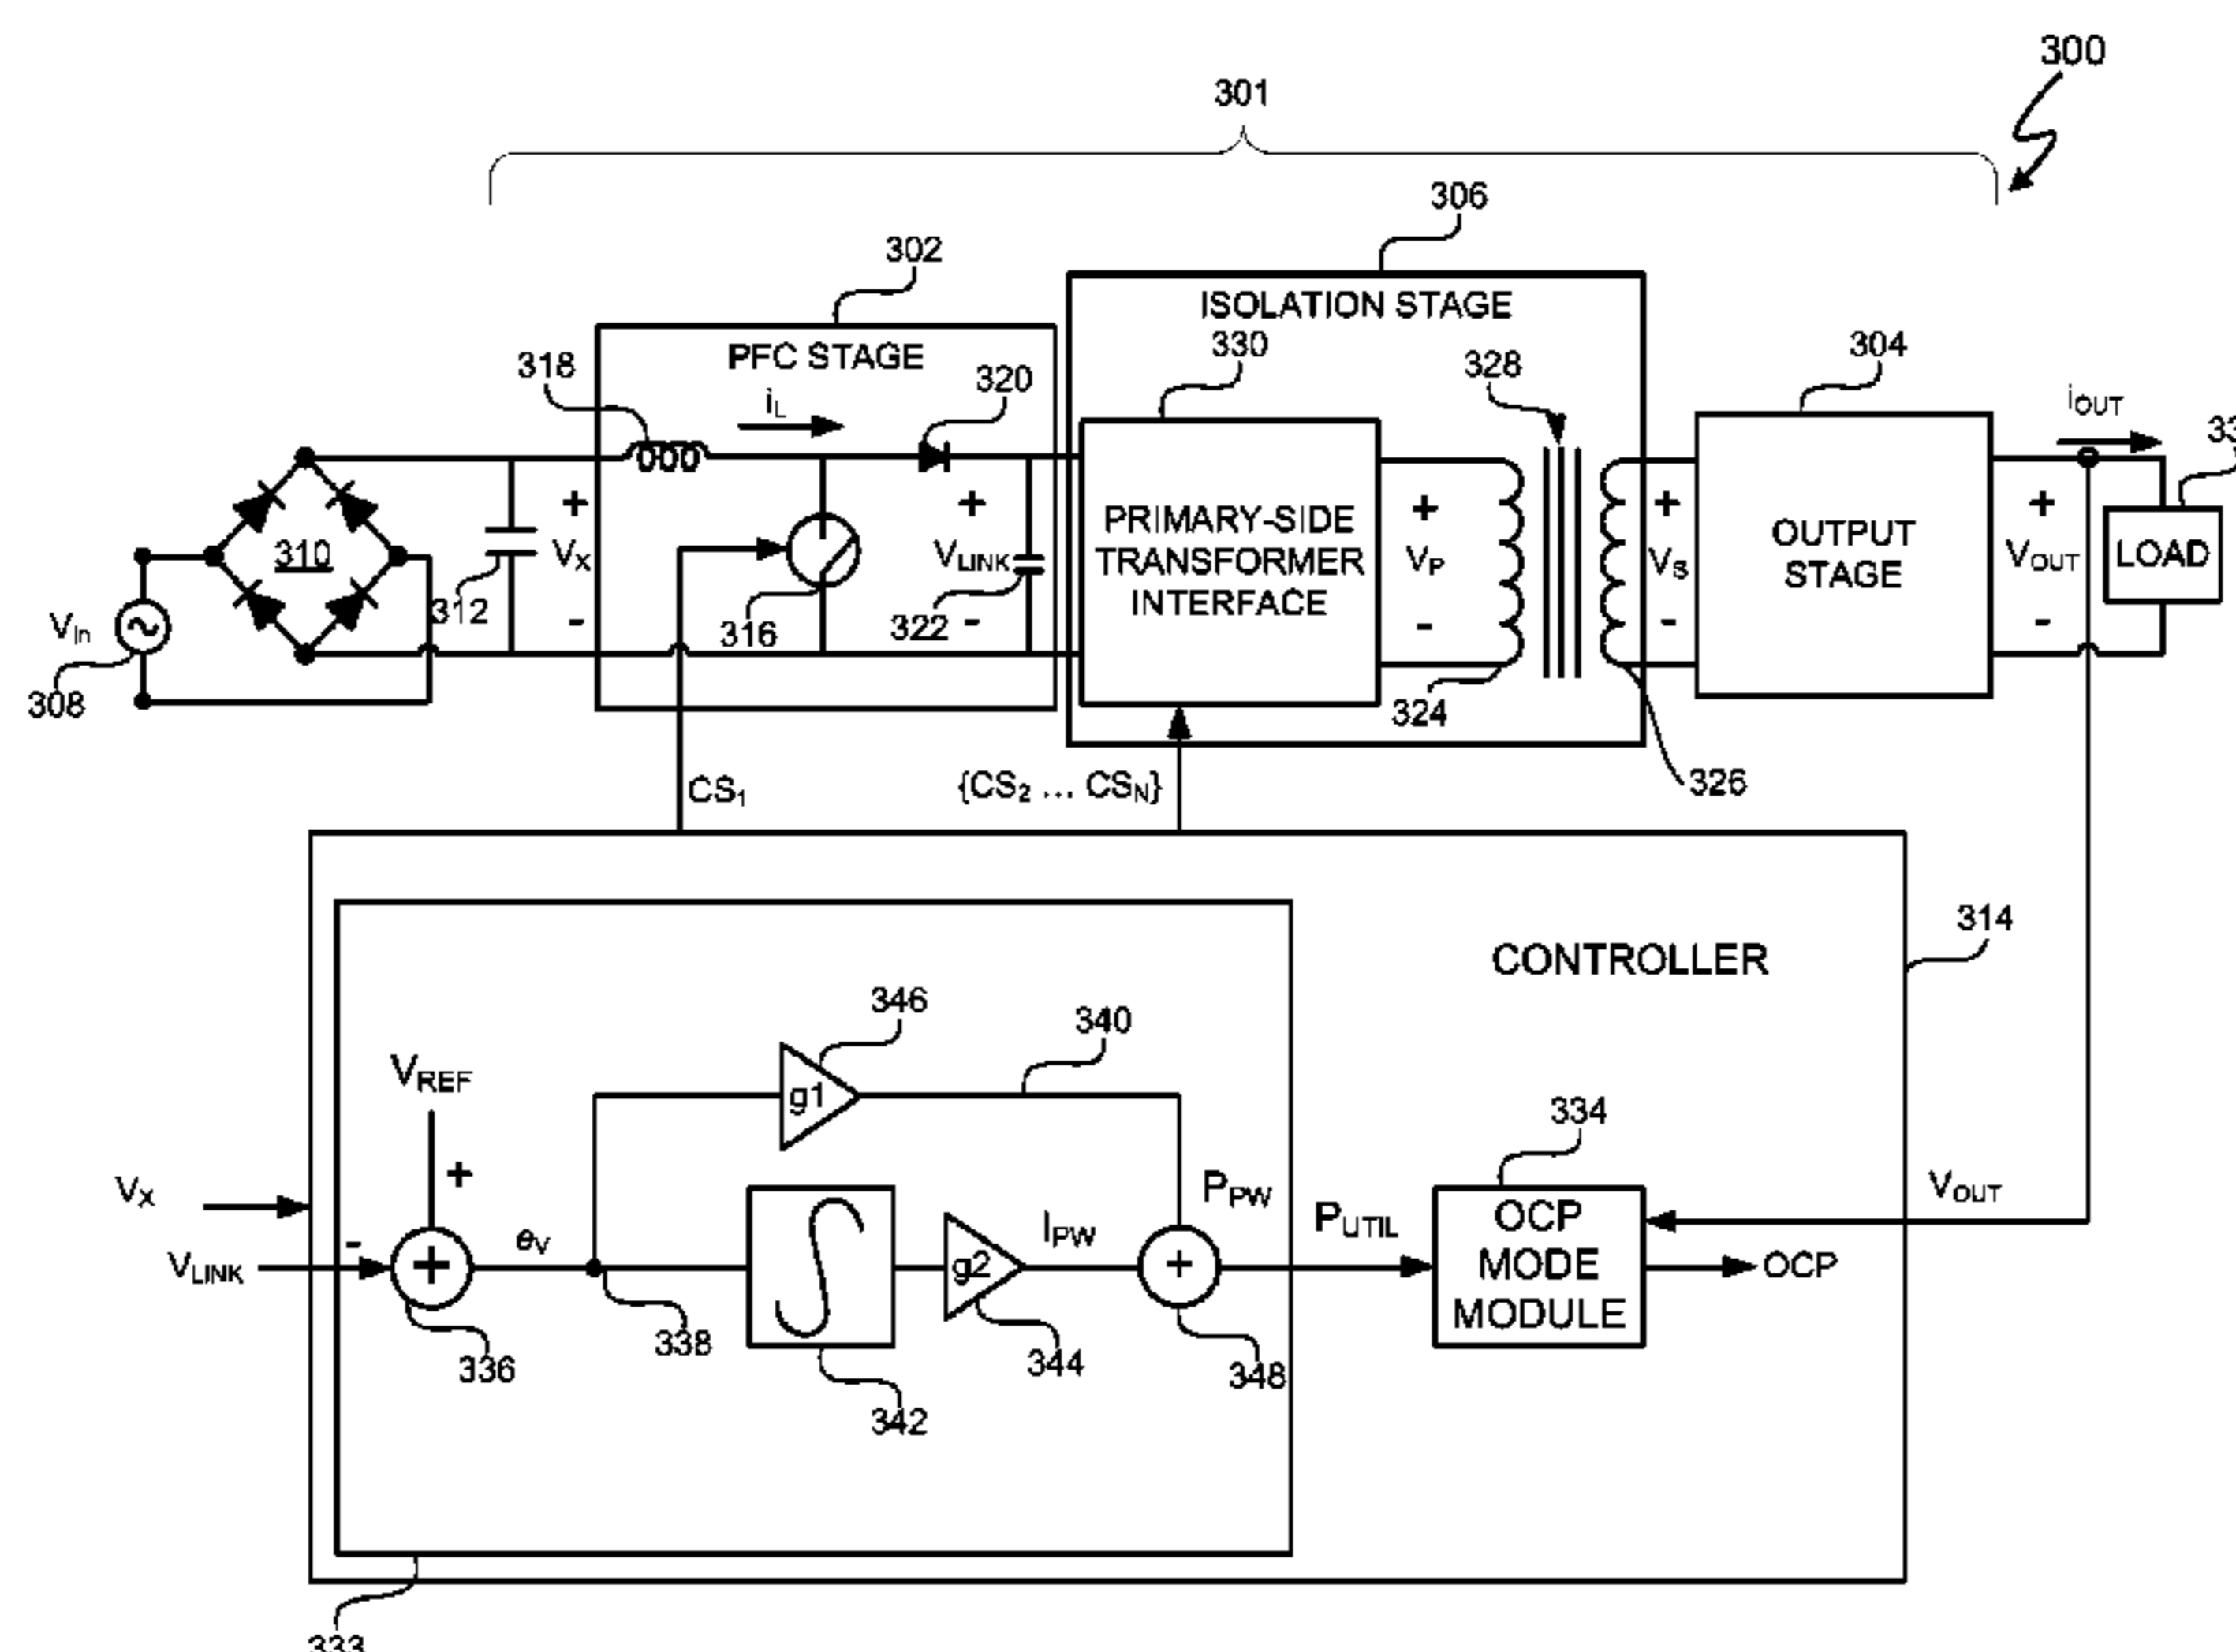 300
301
306
302
ISOLATION STAGE
304
PFC STAGE
330
328
318
320
iL
iOUT
310
312
+
VX
-
316
+
VLINK
322 -
PRIMARY-SIDE
TRANSFORMER
INTERFACE
+
VP
-
324
+
VS
-
326
OUTPUT
STAGE
+
VOUT
-
LOAD
VIn
308
CS1
{CS2 ... CSN}
314
CONTROLLER
346
340
VREF
g1
+
334
VX
PPW
VOUT
-
VLINK
+
eV
g2
IPW
+
PUTIL
OCP
MODE
MODULE
OCP
336
338
344
348
342
333